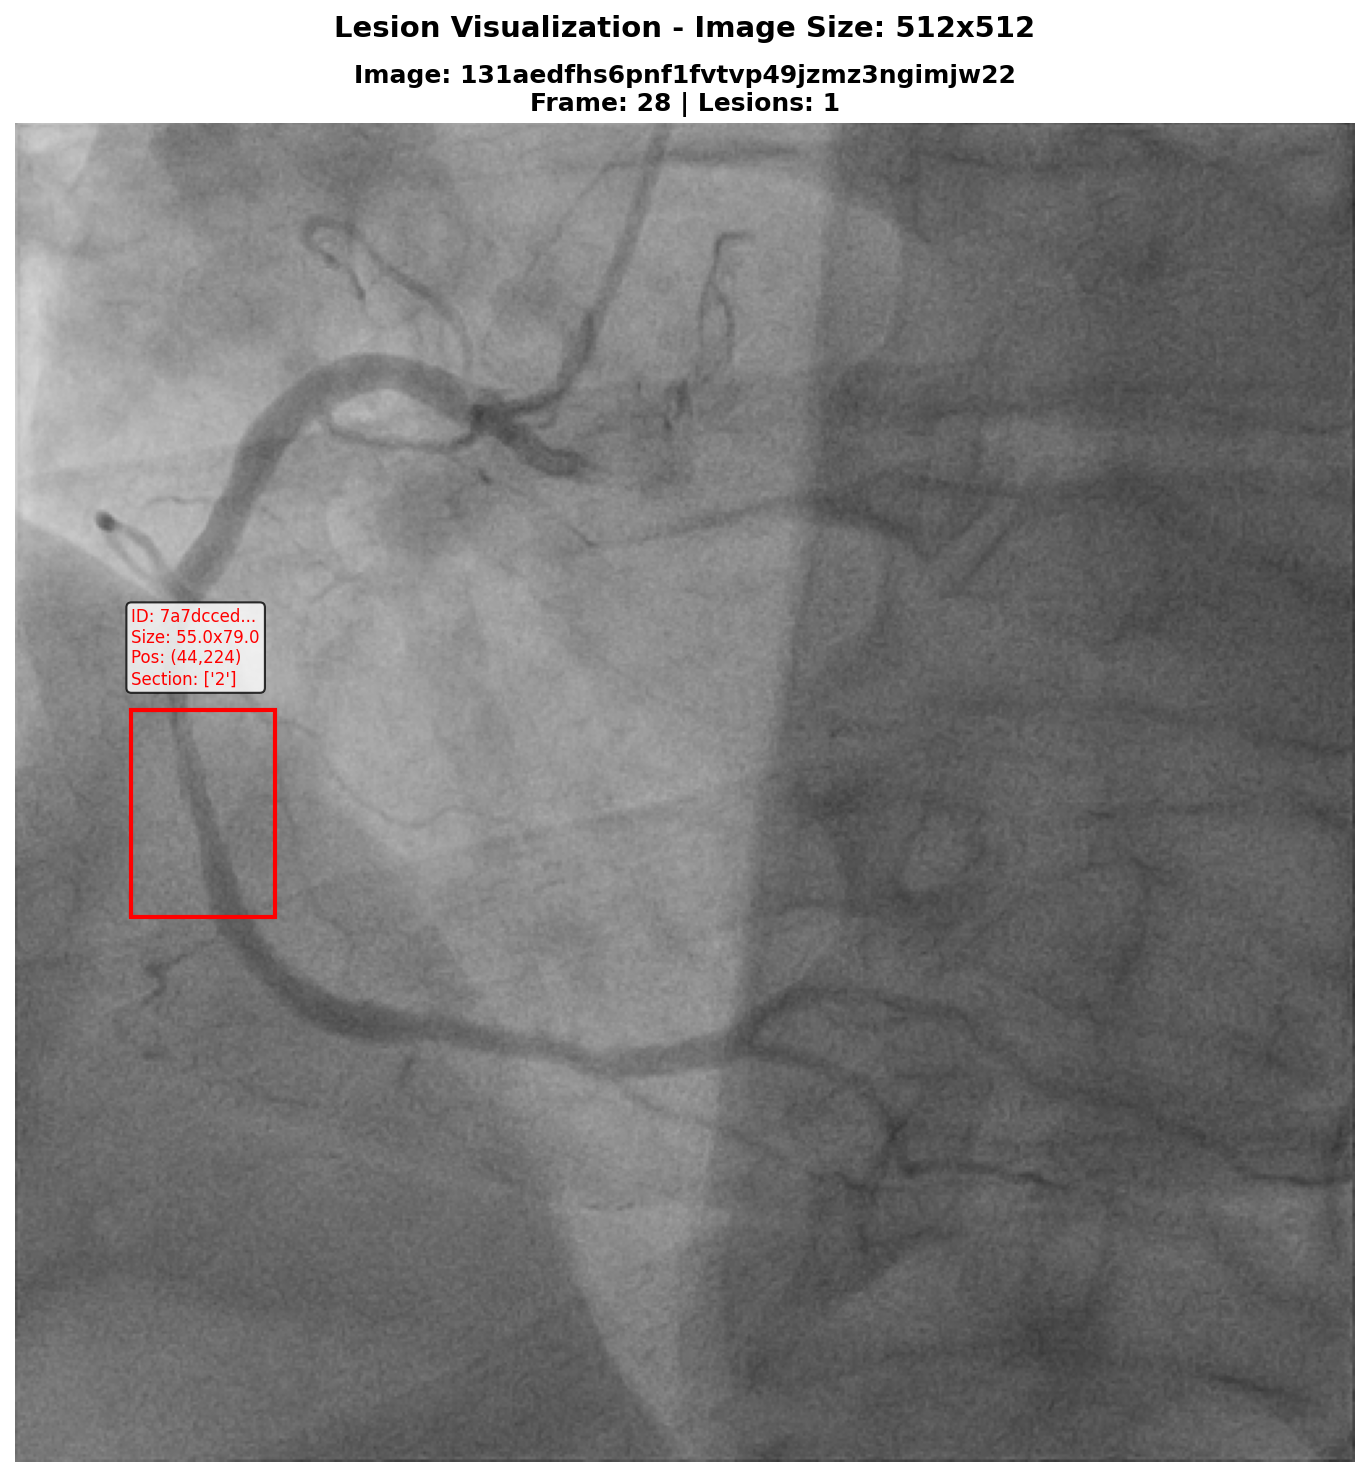 Lesion Visualization - Image Size: 512x512
Image: 131aedfhs6pnf1fvtvp49jzmz3ngimjw22
Frame: 28 | Lesions: 1
ID: 7a7dcced...
Size: 55.0x79.0
Pos: (44,224)
Section: ['2']